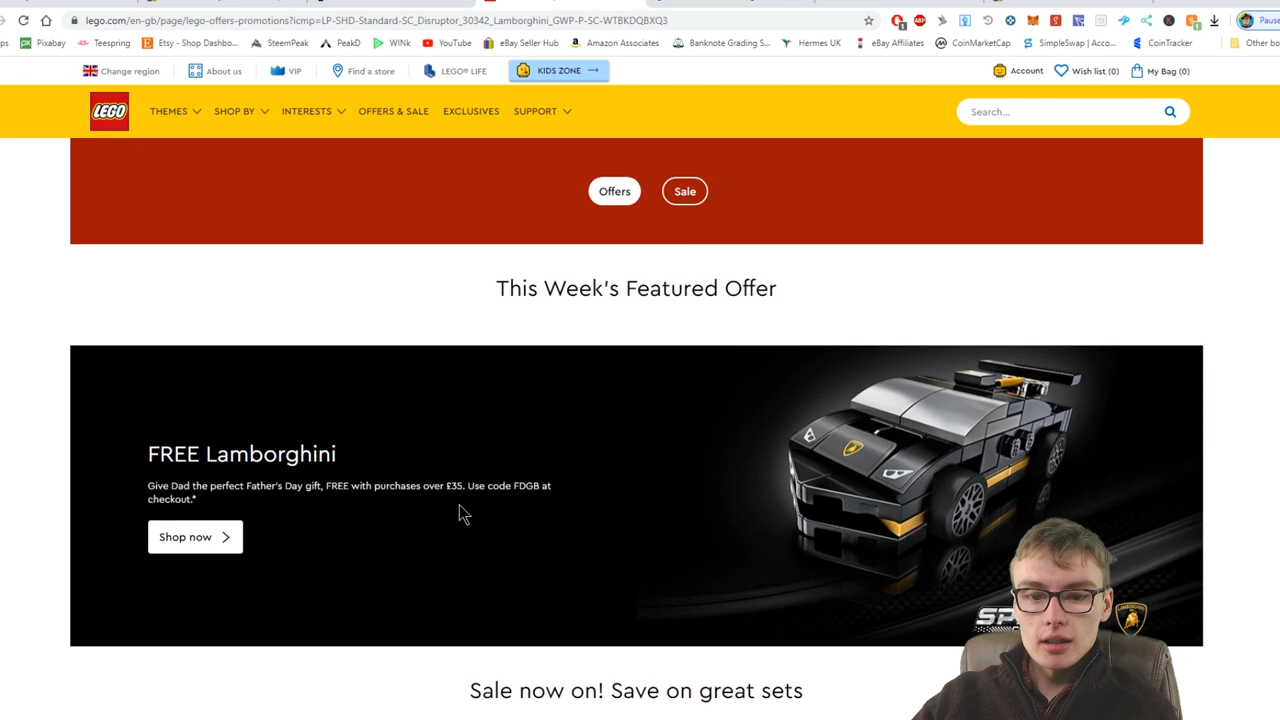 lego.com/en-gb/page/lego-offers-promotions?icmp=LP-SHD-Standard-SC_Disruptor_30342_Lamborghini_GWP-P-SC-WTBKDQBXQ3
Pause
Pixabay Teespring Etsy - Shop Dashbo... SteemPeak PeakD WINk YouTube eBay Seller Hub Amazon Associates Banknote Grading S... Hermes UK eBay Affiliates CoinMarketCap SimpleSwap | Acco... CoinTracker Other bo
Change region About us VIP Find a store LEGO® LIFE KIDS ZONE Account Wish list (0) My Bag (0)
LEGO THEMES SHOP BY INTERESTS OFFERS & SALE EXCLUSIVES SUPPORT Search...
Offers Sale
This Week's Featured Offer
FREE Lamborghini
Give Dad the perfect Father's Day gift, FREE with purchases over £35. Use code FDGB at
checkout.*
Shop now
Sale now on! Save on great sets